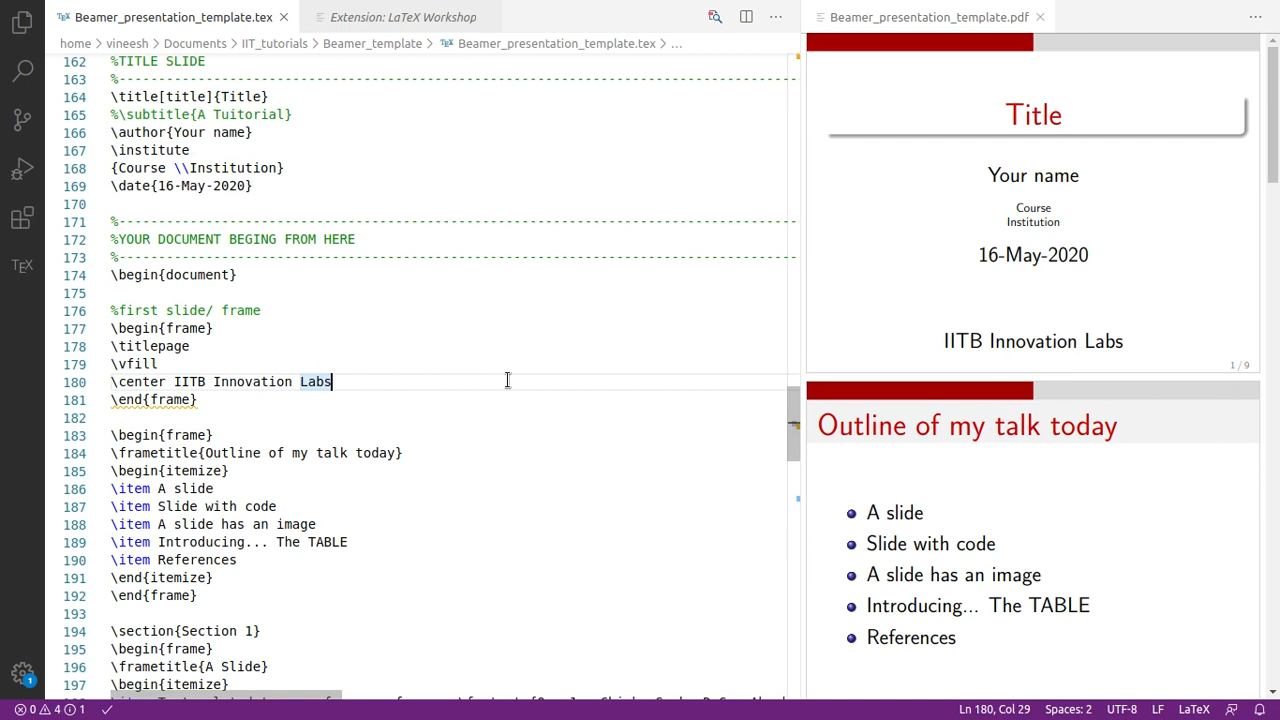 Beamer_presentation_template.tex
Extension: LaTeX Workshop
Beamer_presentation_template.pdf
home > vineesh > Documents > IIT_tutorials > Beamer_template > Beamer_presentation_template.tex > ...
162 %TITLE SLIDE
163 %--------------------------------------------------------------------------------------
164 \title[title]{Title}
165 %\subtitle{A Tuitorial}
166 \author{Your name}
167 \institute
168 {Course \\Institution}
169 \date{16-May-2020}
170
171 %--------------------------------------------------------------------------------------
172 %YOUR DOCUMENT BEGING FROM HERE
173 %--------------------------------------------------------------------------------------
174 \begin{document}
175
176 %first slide/ frame
177 \begin{frame}
178 \titlepage
179 \vfill
180 \center IITB Innovation Labs
181 \end{frame}
182
183 \begin{frame}
184 \frametitle{Outline of my talk today}
185 \begin{itemize}
186 \item A slide
187 \item Slide with code
188 \item A slide has an image
189 \item Introducing... The TABLE
190 \item References
191 \end{itemize}
192 \end{frame}
193
194 \section{Section 1}
195 \begin{frame}
196 \frametitle{A Slide}
197 \begin{itemize}
Title
Your name
Course
Institution
16-May-2020
IITB Innovation Labs
1 / 9
Outline of my talk today
A slide
Slide with code
A slide has an image
Introducing... The TABLE
References
TEX
1
0 4 1
Ln 180, Col 29 Spaces: 2 UTF-8 LF LaTeX